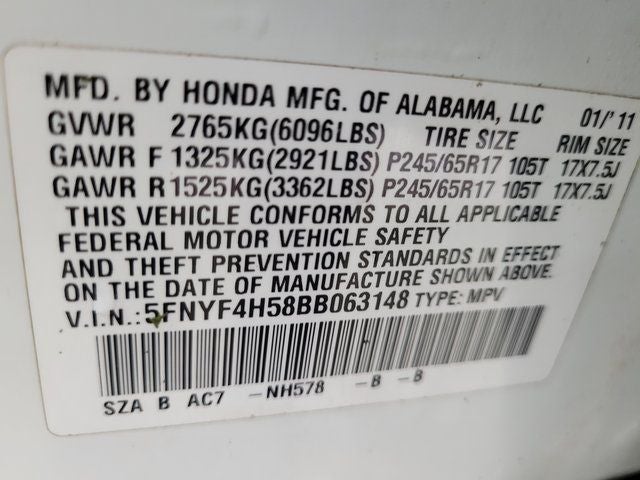 MFD. BY HONDA MFG. OF ALABAMA, LLC 01/'11
GVWR 2765KG(6096LBS) TIRE SIZE RIM SIZE
GAWR F 1325KG(2921LBS) P245/65R17 105T 17X7.5J
GAWR R 1525KG(3362LBS) P245/65R17 105T 17X7.5J
THIS VEHICLE CONFORMS TO ALL APPLICABLE
FEDERAL MOTOR VEHICLE SAFETY
AND THEFT PREVENTION STANDARDS IN EFFECT
ON THE DATE OF MANUFACTURE SHOWN ABOVE.
V.I.N.: 5FNYF4H58BB063148 TYPE: MPV
SZA B AC7 -NH578 -B -B